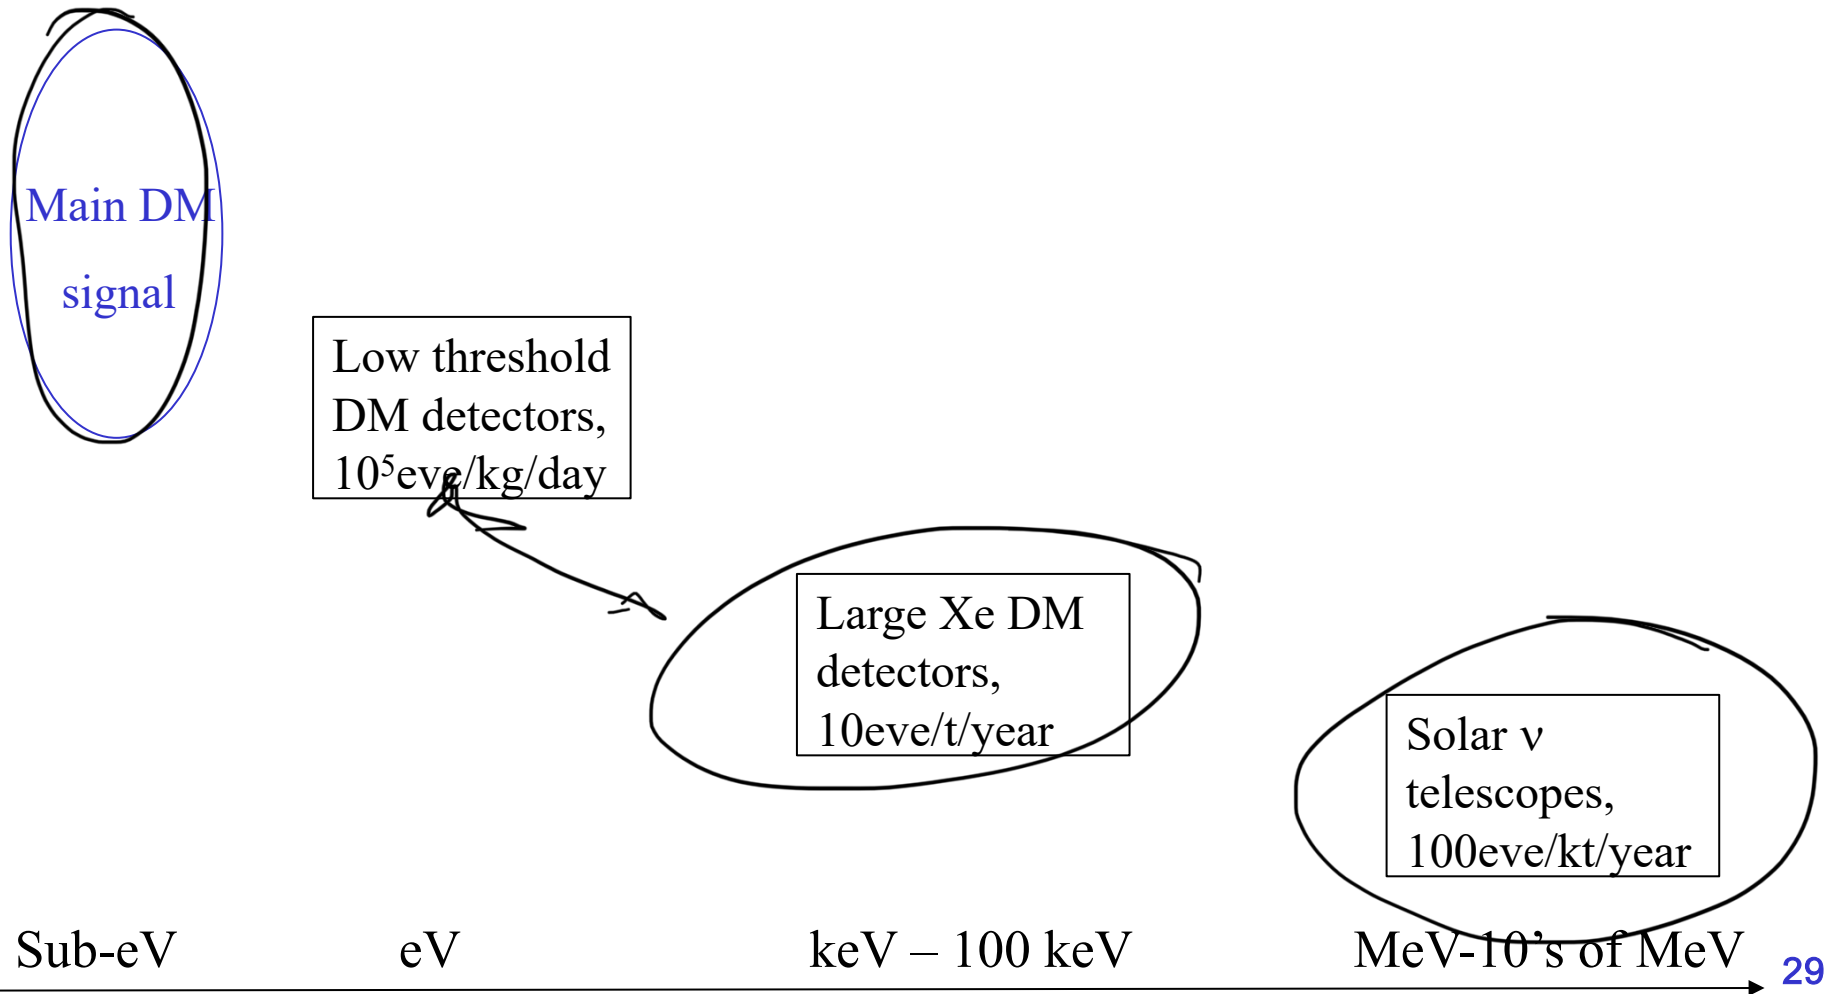 Main DM
signal
Low threshold
DM detectors,
10⁵eve/kg/day
Large Xe DM
detectors,
10eve/t/year
Solar ν
telescopes,
100eve/kt/year
Sub-eV eV keV – 100 keV MeV-10’s of MeV
29